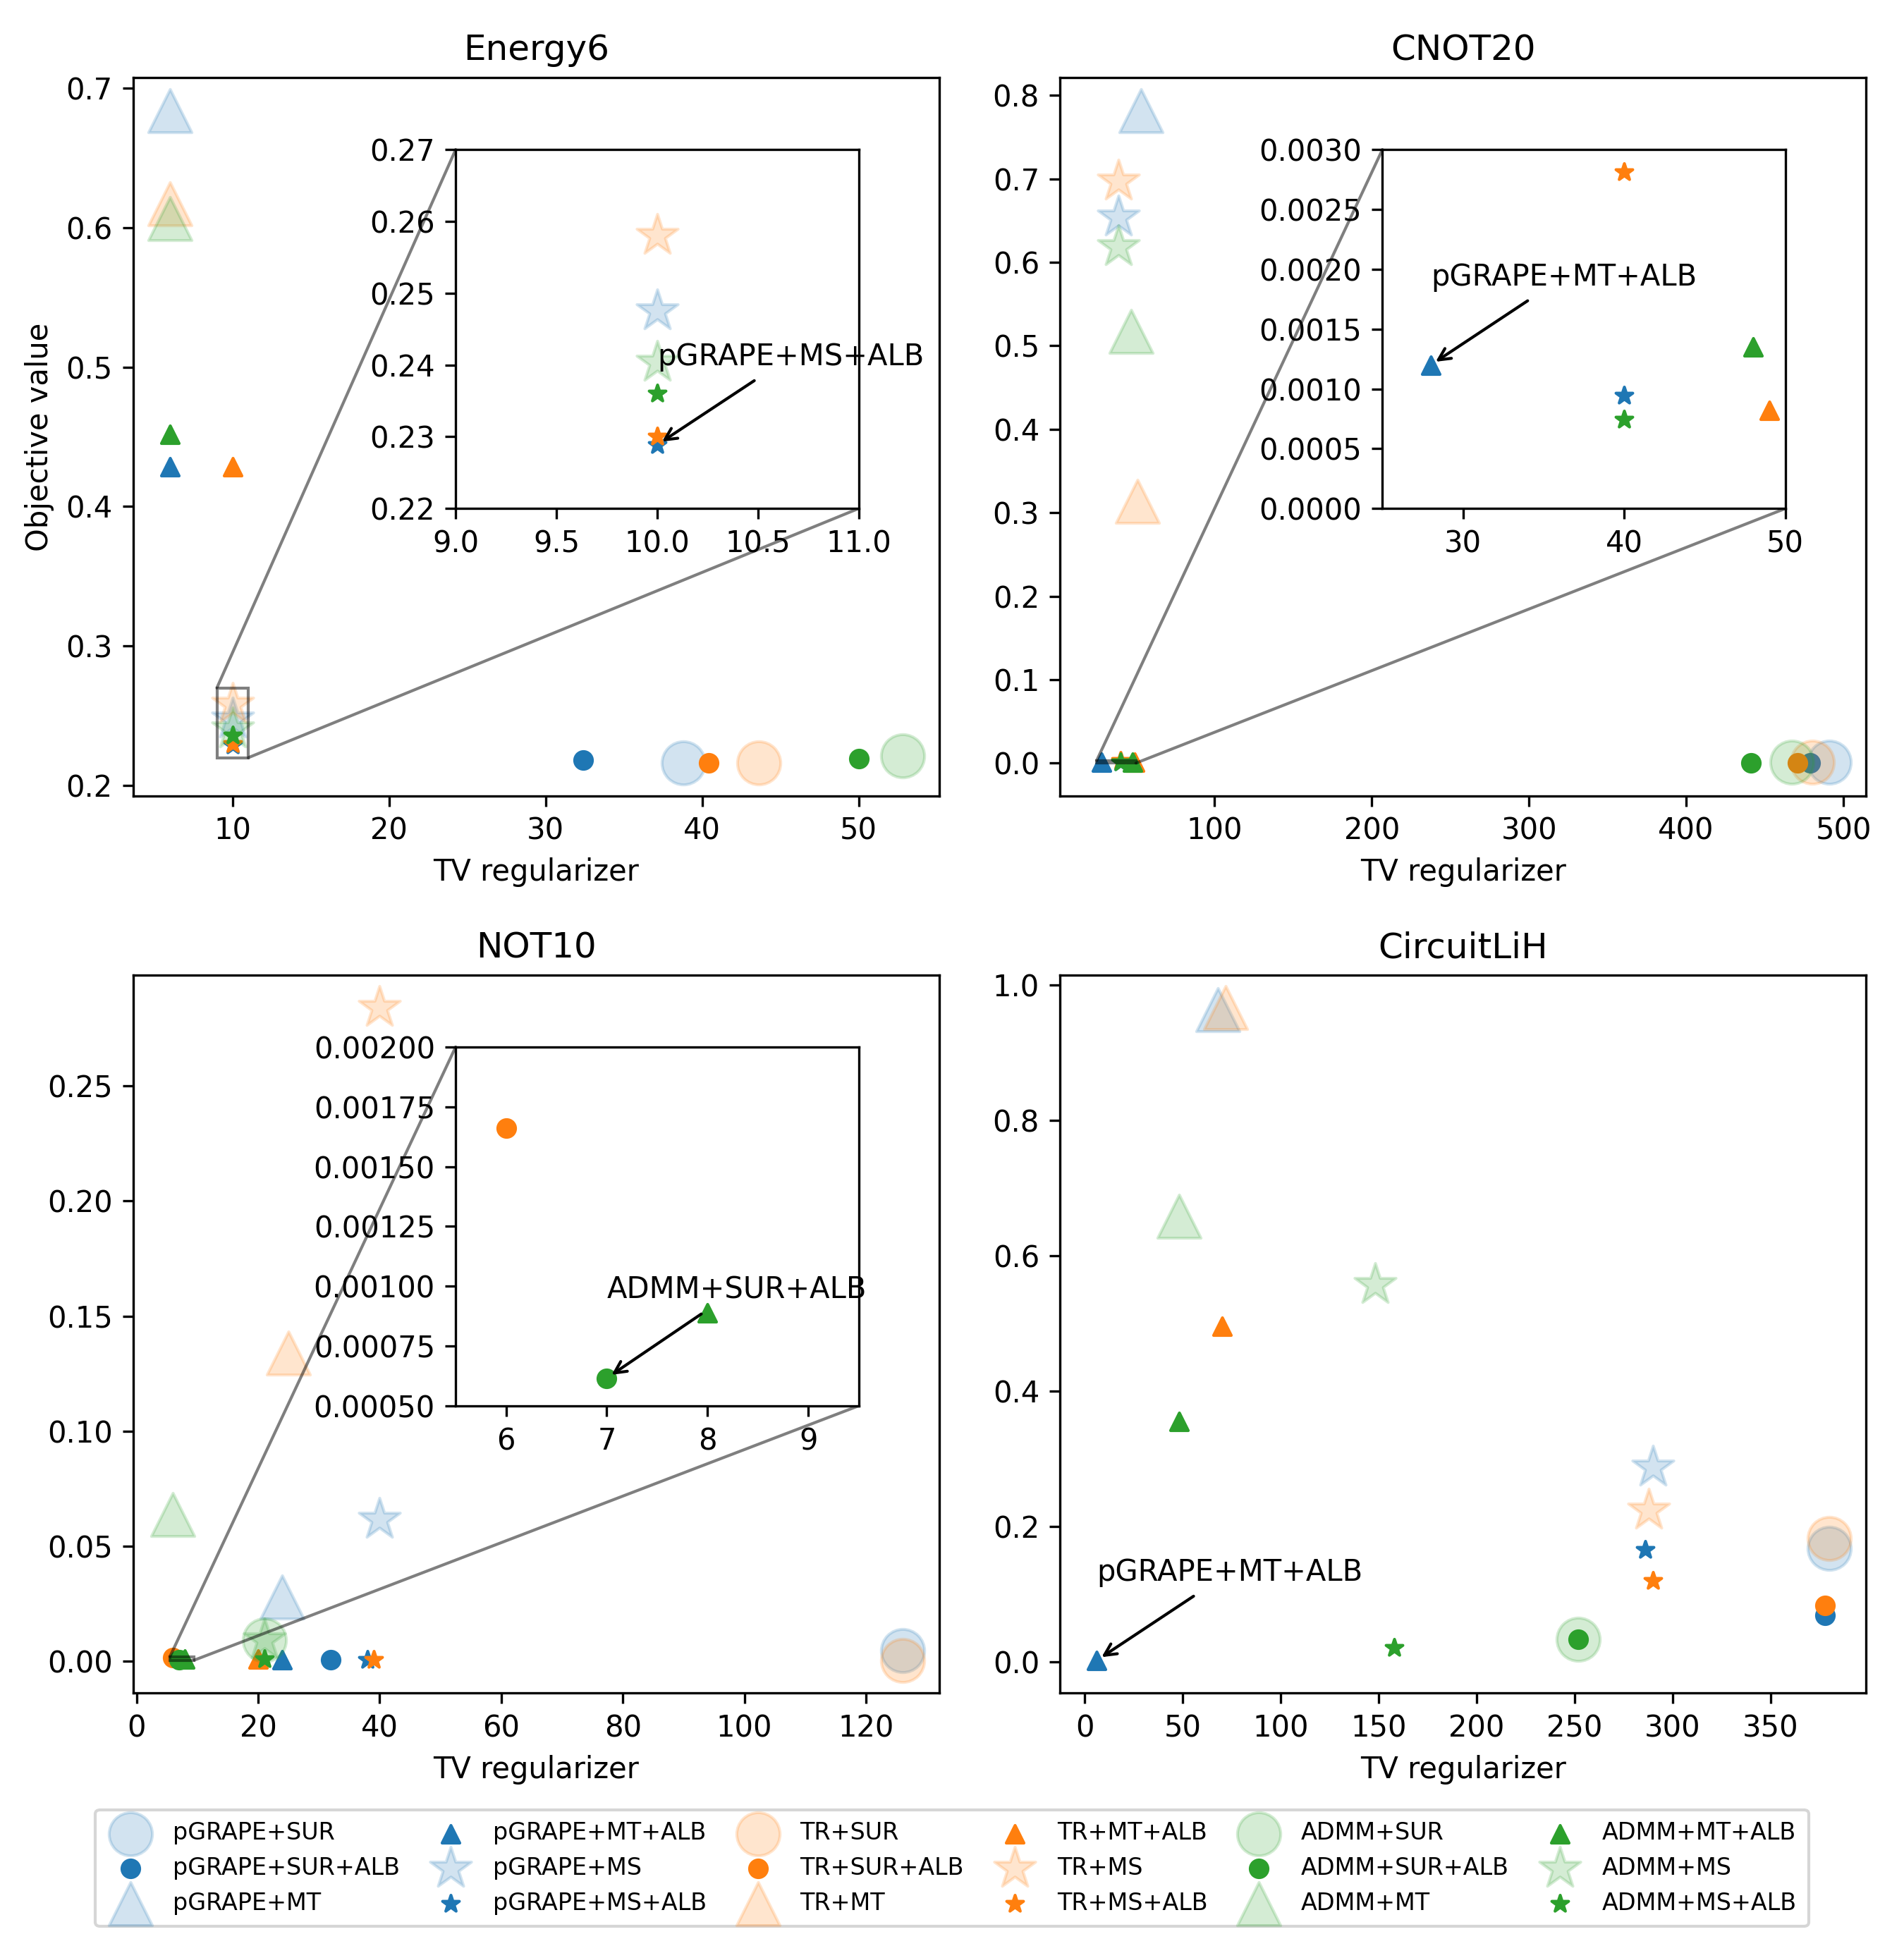 Energy6
0.7
0.6
0.5
0.4
0.3
0.2
Objective value
0.27
0.26
0.25
0.24
0.23
0.22
pGRAPE+MS+ALB
9.0 9.5 10.0 10.5 11.0
10 20 30 40 50
TV regularizer
CNOT20
0.8
0.7
0.6
0.5
0.4
0.3
0.2
0.1
0.0
0.0030
0.0025
0.0020
0.0015
0.0010
0.0005
0.0000
pGRAPE+MT+ALB
30 40 50
100 200 300 400 500
TV regularizer
NOT10
0.25
0.20
0.15
0.10
0.05
0.00
0.00200
0.00175
0.00150
0.00125
0.00100
0.00075
0.00050
ADMM+SUR+ALB
6 7 8 9
0 20 40 60 80 100 120
TV regularizer
CircuitLiH
1.0
0.8
0.6
0.4
0.2
0.0
pGRAPE+MT+ALB
0 50 100 150 200 250 300 350
TV regularizer
pGRAPE+SUR pGRAPE+MT+ALB TR+SUR TR+MT+ALB ADMM+SUR ADMM+MT+ALB
pGRAPE+SUR+ALB pGRAPE+MS TR+SUR+ALB TR+MS ADMM+SUR+ALB ADMM+MS
pGRAPE+MT pGRAPE+MS+ALB TR+MT TR+MS+ALB ADMM+MT ADMM+MS+ALB